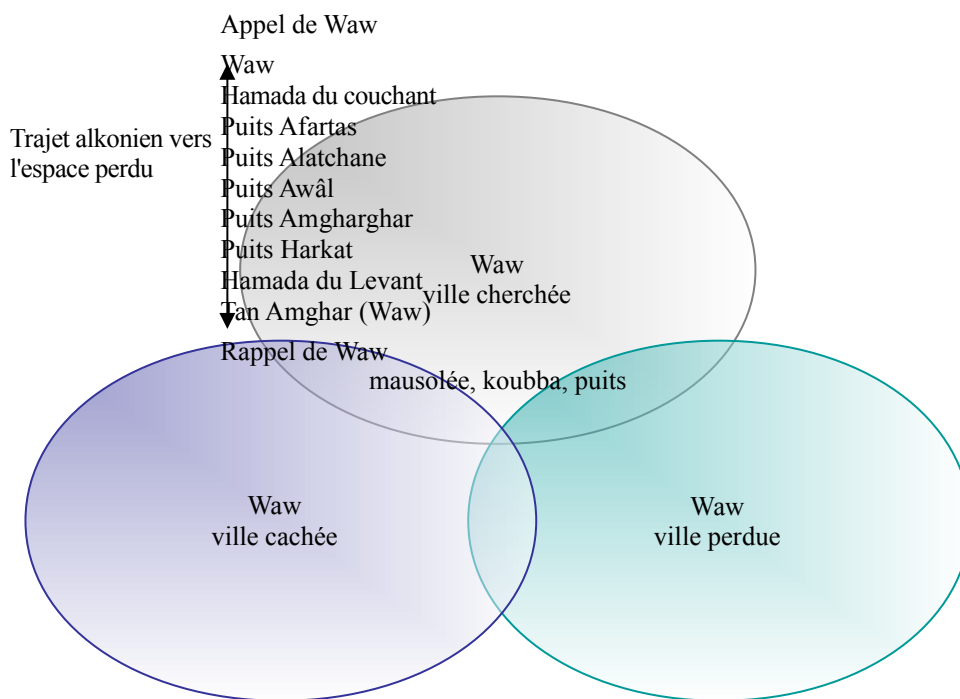 Appel de Waw
Waw
Hamada du couchant
Puits Afartas
Puits Alatchane
Puits Awâl
Puits Amgharghar
Puits Harkat
Hamada du Levant
Tan Amghar (Waw)
Rappel de Waw
Trajet alkonien vers
l'espace perdu
Waw
ville cherchée
mausolée, koubba, puits
Waw
ville cachée
Waw
ville perdue